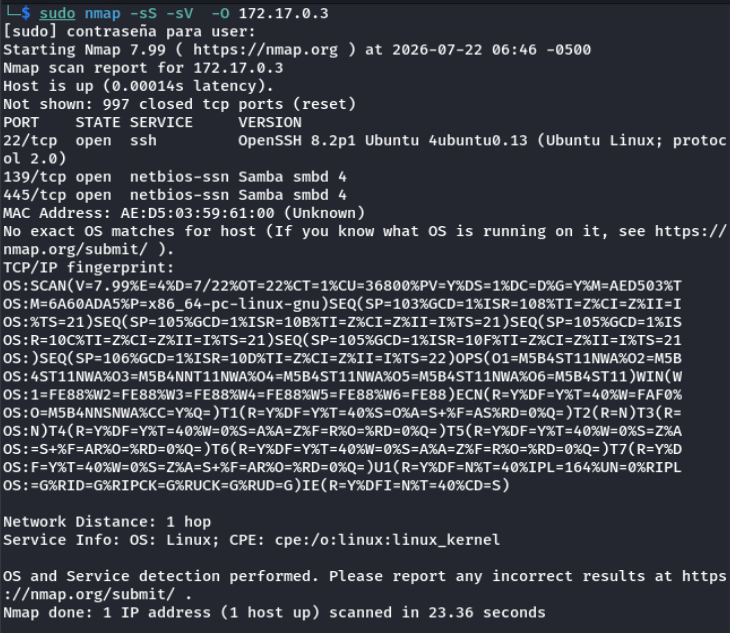 └─$ sudo nmap -sS -sV  -O 172.17.0.3
[sudo] contraseña para user:
Starting Nmap 7.99 ( https://nmap.org ) at 2026-07-22 06:46 -0500
Nmap scan report for 172.17.0.3
Host is up (0.00014s latency).
Not shown: 997 closed tcp ports (reset)
PORT    STATE SERVICE     VERSION
22/tcp  open  ssh         OpenSSH 8.2p1 Ubuntu 4ubuntu0.13 (Ubuntu Linux; protoc
ol 2.0)
139/tcp open  netbios-ssn Samba smbd 4
445/tcp open  netbios-ssn Samba smbd 4
MAC Address: AE:D5:03:59:61:00 (Unknown)
No exact OS matches for host (If you know what OS is running on it, see https://
nmap.org/submit/ ).
TCP/IP fingerprint:
OS:SCAN(V=7.99%E=4%D=7/22%OT=22%CT=1%CU=36800%PV=Y%DS=1%DC=D%G=Y%M=AED503%T
OS:M=6A60ADA5%P=x86_64-pc-linux-gnu)SEQ(SP=103%GCD=1%ISR=108%TI=Z%CI=Z%II=I
OS:%TS=21)SEQ(SP=105%GCD=1%ISR=10B%TI=Z%CI=Z%II=I%TS=21)SEQ(SP=105%GCD=1%IS
OS:R=10C%TI=Z%CI=Z%II=I%TS=21)SEQ(SP=105%GCD=1%ISR=10F%TI=Z%CI=Z%II=I%TS=21
OS:)SEQ(SP=106%GCD=1%ISR=10D%TI=Z%CI=Z%II=I%TS=22)OPS(O1=M5B4ST11NWA%O2=M5B
OS:4ST11NWA%O3=M5B4NNT11NWA%O4=M5B4ST11NWA%O5=M5B4ST11NWA%O6=M5B4ST11)WIN(W
OS:1=FE88%W2=FE88%W3=FE88%W4=FE88%W5=FE88%W6=FE88)ECN(R=Y%DF=Y%T=40%W=FAF0%
OS:O=M5B4NNSNWA%CC=Y%Q=)T1(R=Y%DF=Y%T=40%S=O%A=S+%F=AS%RD=0%Q=)T2(R=N)T3(R=
OS:N)T4(R=Y%DF=Y%T=40%W=0%S=A%A=Z%F=R%O=%RD=0%Q=)T5(R=Y%DF=Y%T=40%W=0%S=Z%A
OS:=S+%F=AR%O=%RD=0%Q=)T6(R=Y%DF=Y%T=40%W=0%S=A%A=Z%F=R%O=%RD=0%Q=)T7(R=Y%D
OS:F=Y%T=40%W=0%S=Z%A=S+%F=AR%O=%RD=0%Q=)U1(R=Y%DF=N%T=40%IPL=164%UN=0%RIPL
OS:=G%RID=G%RIPCK=G%RUCK=G%RUD=G)IE(R=Y%DFI=N%T=40%CD=S)
Network Distance: 1 hop
Service Info: OS: Linux; CPE: cpe:/o:linux:linux_kernel
OS and Service detection performed. Please report any incorrect results at https
://nmap.org/submit/ .
Nmap done: 1 IP address (1 host up) scanned in 23.36 seconds